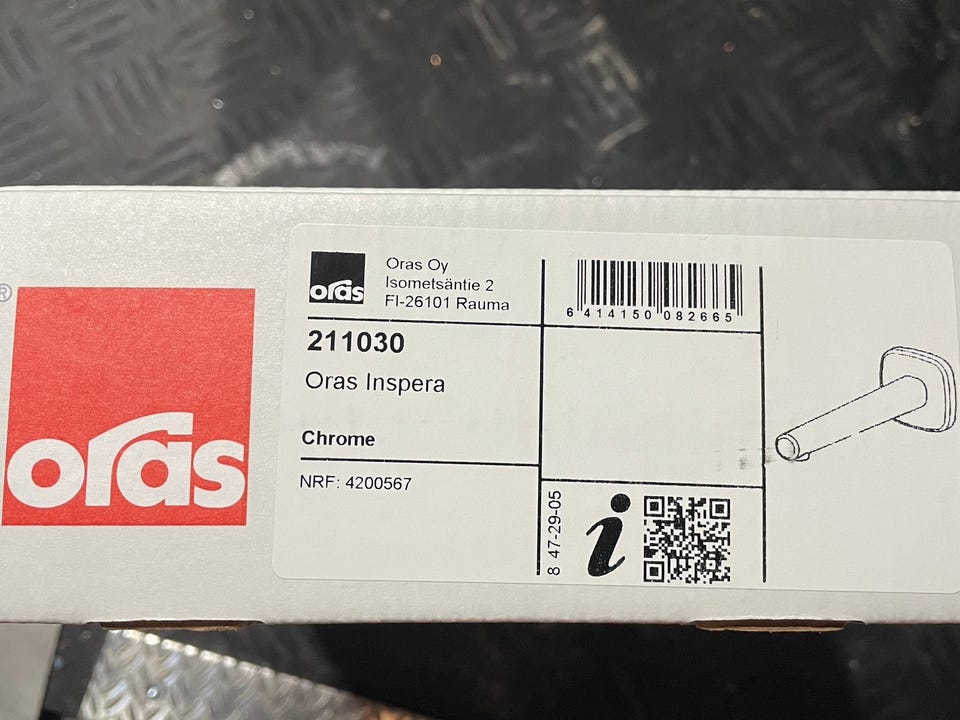 ®
oras
oras
Oras Oy
Isometsäntie 2
FI-26101 Rauma
6 414150 082665
211030
Oras Inspera
Chrome
NRF: 4200567
8 47-29-05
i